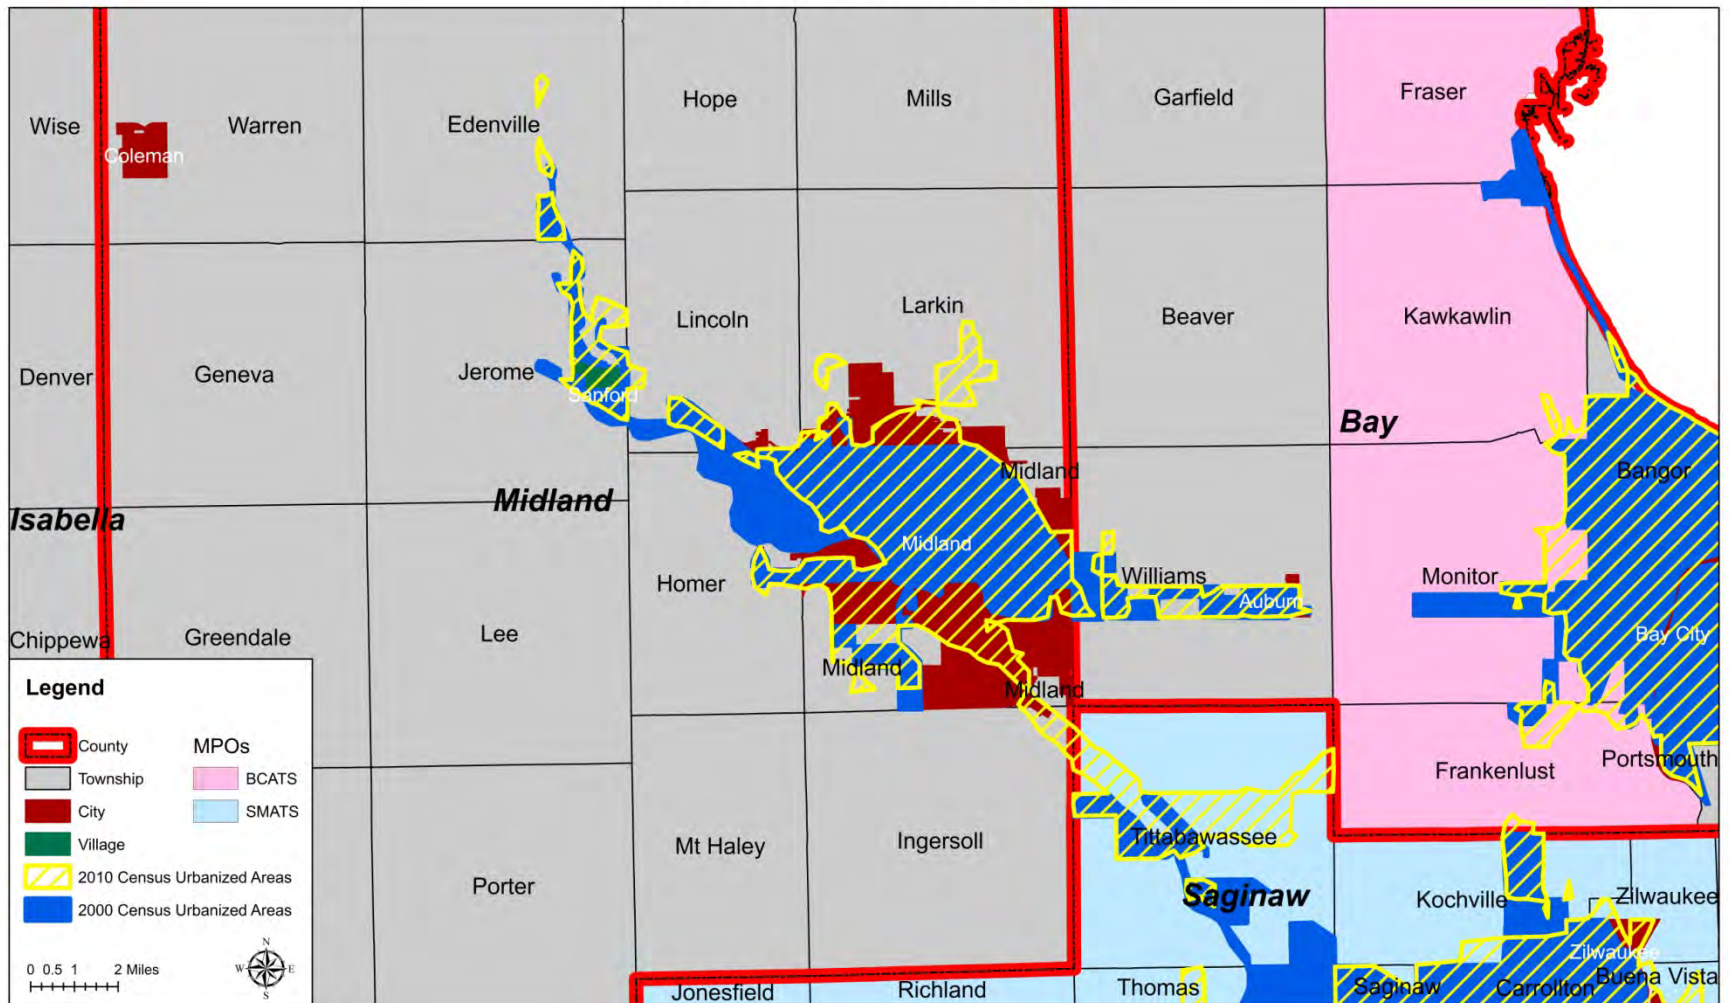 Hope
Mills
Garfield
Fraser
Wise
Warren
Edenville
Coleman
Lincoln
Larkin
Beaver
Kawkawlin
Denver
Geneva
Jerome
Sanford
Bay
Midland
Bangor
Midland
Isabella
Midland
Homer
Williams
Monitor
Auburn
Chippewa
Greendale
Lee
Bay City
Midland
Midland
Portsmouth
Frankenlust
Mt Haley
Ingersoll
Tittabawassee
Porter
Saginaw
Kochville
Zilwaukee
Zilwaukee
Jonesfield
Richland
Thomas
Saginaw
Carrollton
Buena Vista
Legend
County
MPOs
Township
BCATS
City
SMATS
Village
2010 Census Urbanized Areas
2000 Census Urbanized Areas
0 0.5 1 2 Miles
N
W E
S